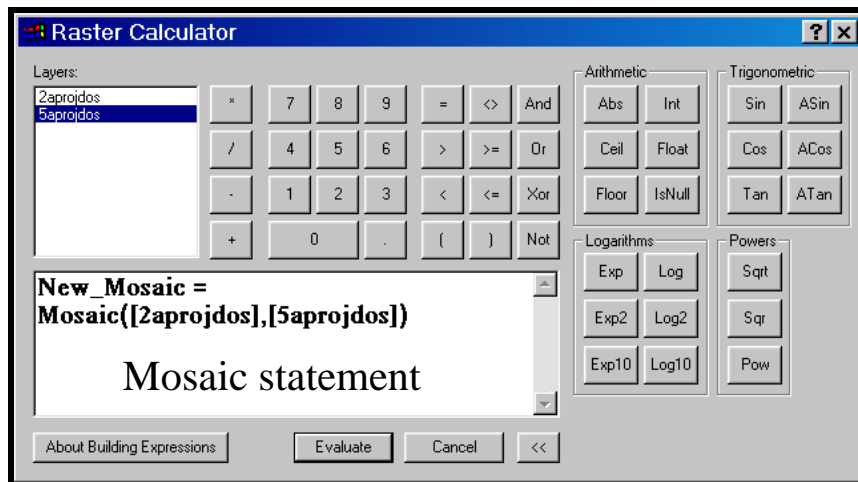 Raster Calculator ? ×
Layers:
2aprojdos
5aprojdos
* 7 8 9 = <> And
/ 4 5 6 > >= Or
- 1 2 3 < <= Xor
+ 0 . ( ) Not
Arithmetic
Abs Int
Ceil Float
Floor IsNull
Trigonometric
Sin ASin
Cos ACos
Tan ATan
Logarithms
Exp Log
Exp2 Log2
Exp10 Log10
Powers
Sqrt
Sqr
Pow
New_Mosaic =
Mosaic([2aprojdos],[5aprojdos])
Mosaic statement
About Building Expressions Evaluate Cancel <<